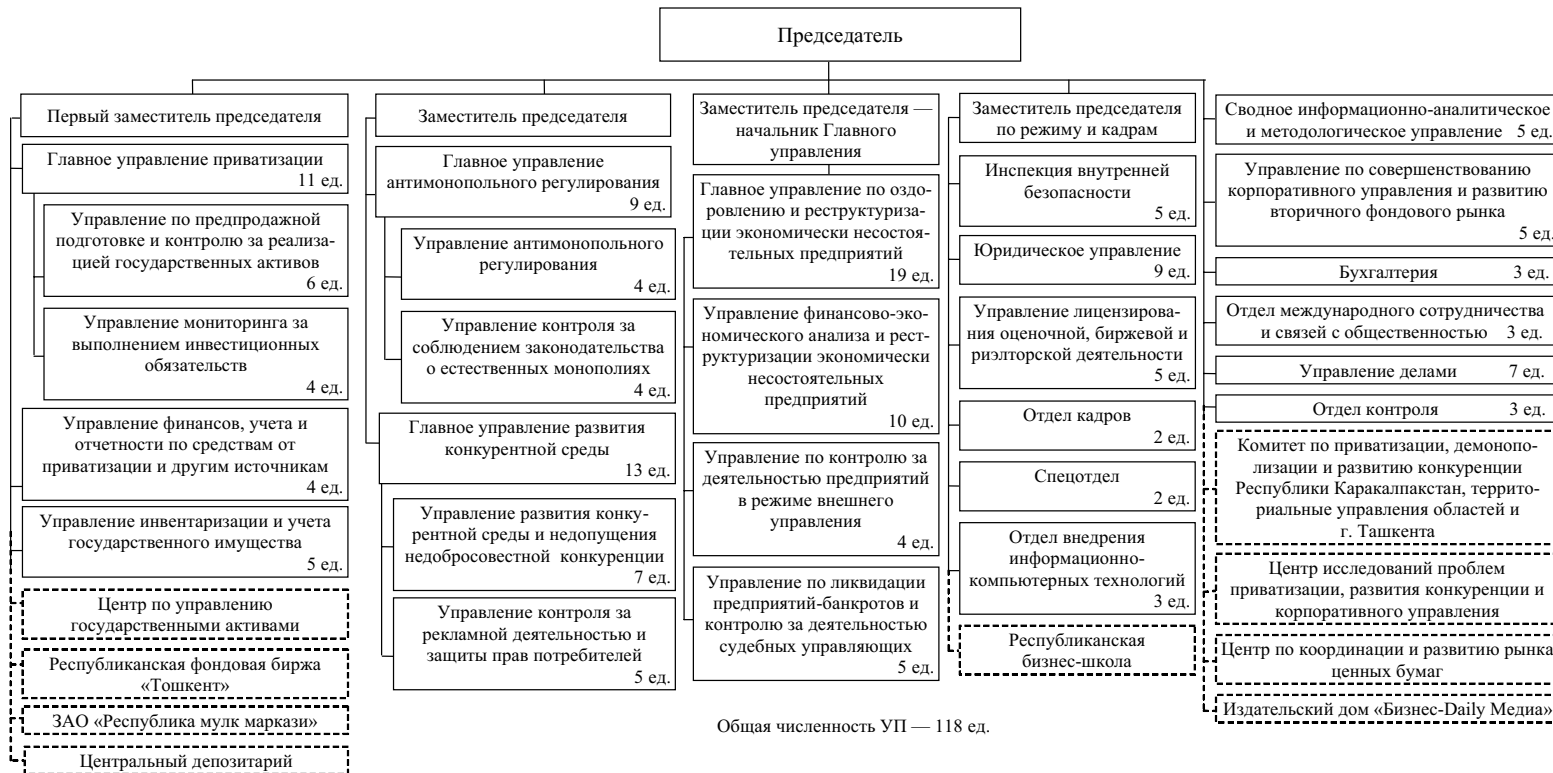 Председатель
Первый заместитель председателя
Главное управление приватизации
11 ед.
Управление по предпродажной
подготовке и контролю за реализа-
цией государственных активов
6 ед.
Управление мониторинга за
выполнением инвестиционных
обязательств
4 ед.
Управление финансов, учета и
отчетности по средствам от
приватизации и другим источникам
4 ед.
Управление инвентаризации и учета
государственного имущества
5 ед.
Центр по управлению
государственными активами
Республиканская фондовая биржа
«Тошкент»
ЗАО «Республика мулк маркази»
Центральный депозитарий
Заместитель председателя
Главное управление
антимонопольного регулирования
9 ед.
Управление антимонопольного
регулирования
4 ед.
Управление контроля за
соблюдением законодательства
о естественных монополиях
4 ед.
Главное управление развития
конкурентной среды
13 ед.
Управление развития конку-
рентной среды и недопущения
недобросовестной конкуренции
7 ед.
Управление контроля за
рекламной деятельностью и
защиты прав потребителей
5 ед.
Заместитель председателя —
начальник Главного
управления
Главное управление по оздо-
ровлению и реструктуриза-
ции экономически несостоя-
тельных предприятий
19 ед.
Управление финансово-эко-
номического анализа и рест-
руктуризации экономически
несостоятельных
предприятий
10 ед.
Управление по контролю за
деятельностью предприятий
в режиме внешнего
управления
4 ед.
Управление по ликвидации
предприятий-банкротов и
контролю за деятельностью
судебных управляющих
5 ед.
Заместитель председателя
по режиму и кадрам
Инспекция внутренней
безопасности
5 ед.
Юридическое управление
9 ед.
Управление лицензирова-
ния оценочной, биржевой и
риэлторской деятельности
5 ед.
Отдел кадров
2 ед.
Спецотдел
2 ед.
Отдел внедрения
информационно-
компьютерных технологий
3 ед.
Республиканская
бизнес-школа
Сводное информационно-аналитическое
и методологическое управление 5 ед.
Управление по совершенствованию
корпоративного управления и развитию
вторичного фондового рынка
5 ед.
Бухгалтерия 3 ед.
Отдел международного сотрудничества
и связей с общественностью 3 ед.
Управление делами 7 ед.
Отдел контроля 3 ед.
Комитет по приватизации, демонопо-
лизации и развитию конкуренции
Республики Каракалпакстан, террито-
риальные управления областей и
г. Ташкента
Центр исследований проблем
приватизации, развития конкуренции и
корпоративного управления
Центр по координации и развитию рынка
ценных бумаг
Издательский дом «Бизнес-Daily Медиа»
Общая численность УП — 118 ед.